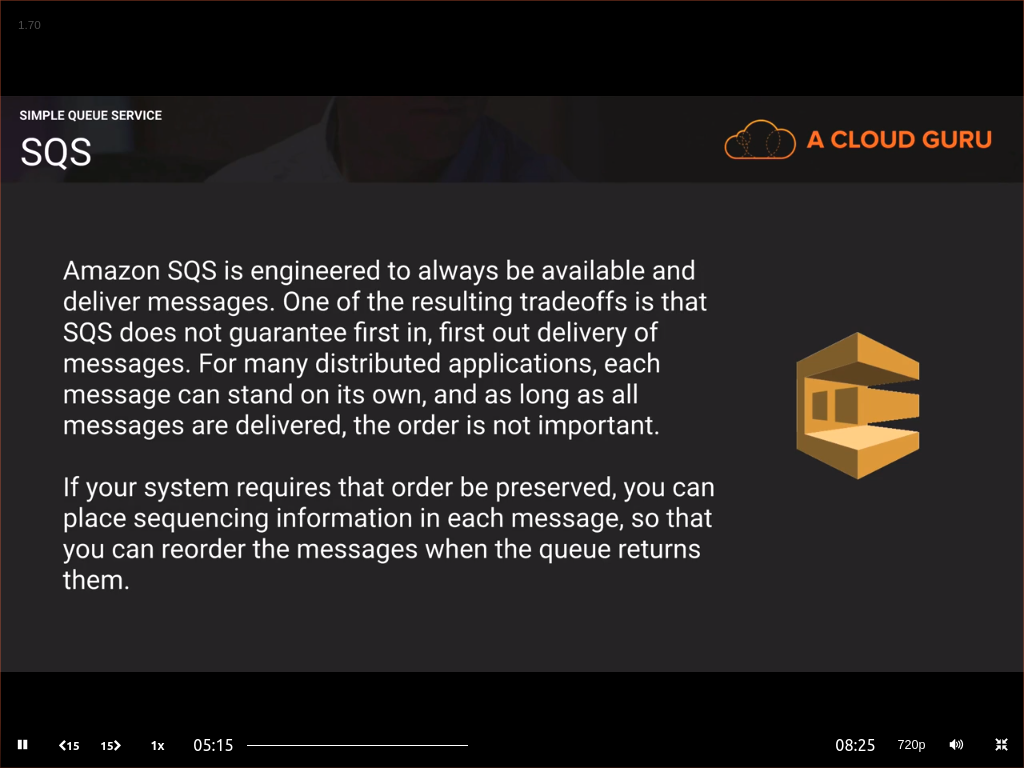 1.70
SIMPLE QUEUE SERVICE
SQS
A CLOUD GURU
Amazon SQS is engineered to always be available and
deliver messages. One of the resulting tradeoffs is that
SQS does not guarantee first in, first out delivery of
messages. For many distributed applications, each
message can stand on its own, and as long as all
messages are delivered, the order is not important.
If your system requires that order be preserved, you can
place sequencing information in each message, so that
you can reorder the messages when the queue returns
them.
15 15 1x 05:15 08:25 720p